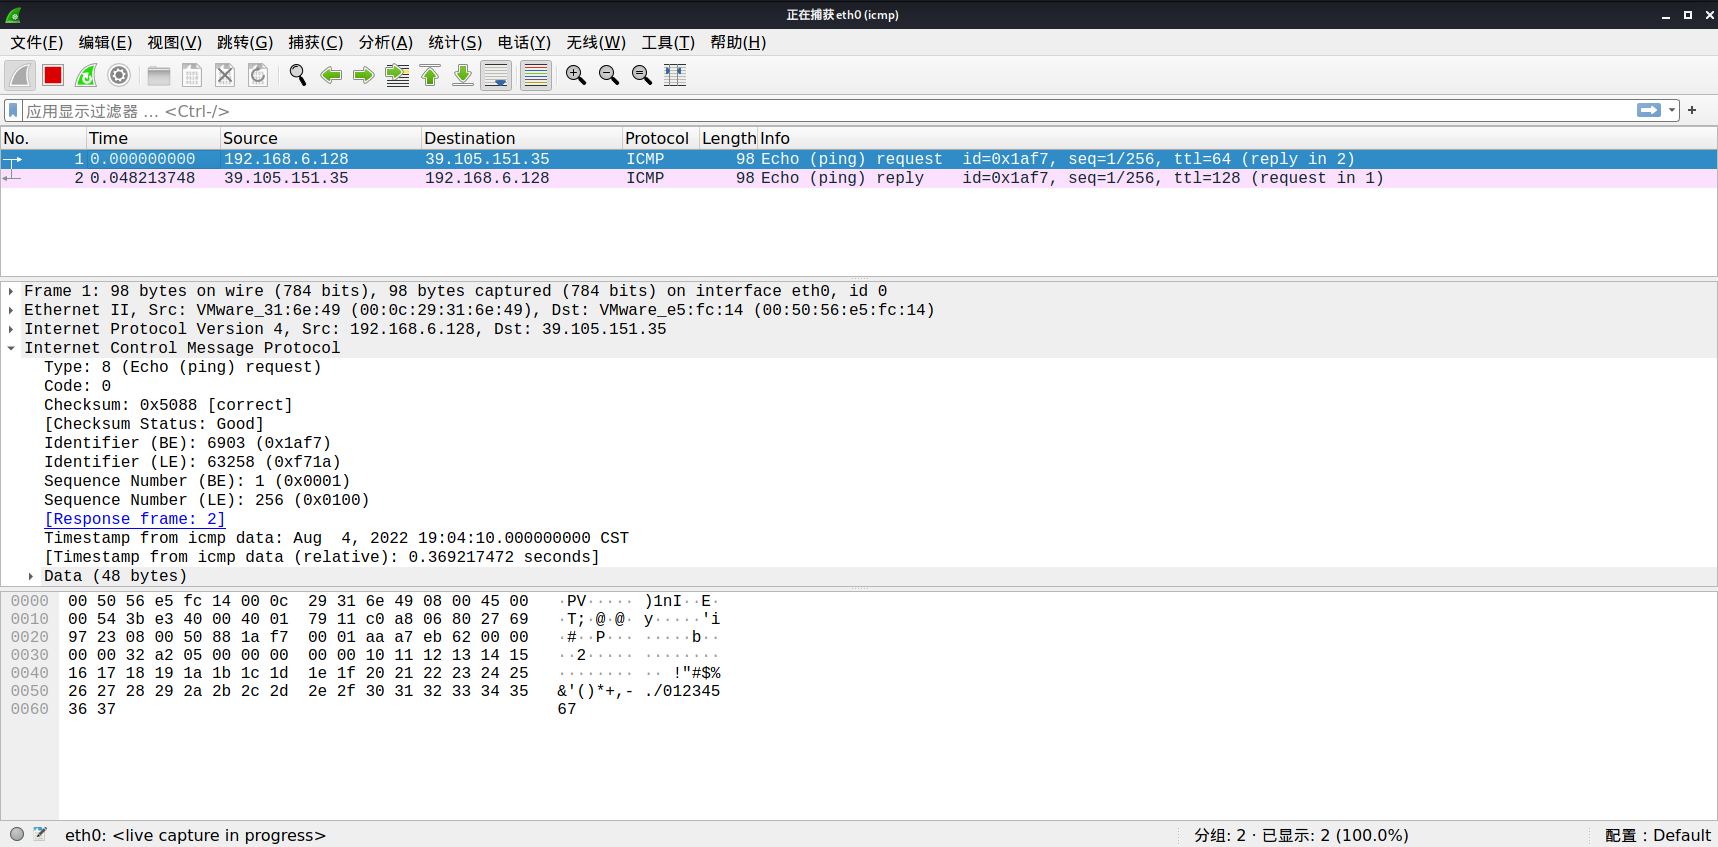 正在捕获 eth0 (icmp)
文件(F) 编辑(E) 视图(V) 跳转(G) 捕获(C) 分析(A) 统计(S) 电话(Y) 无线(W) 工具(T) 帮助(H)
应用显示过滤器 … <Ctrl-/>
No. Time Source Destination Protocol Length Info
1 0.000000000 192.168.6.128 39.105.151.35 ICMP 98 Echo (ping) request id=0x1af7, seq=1/256, ttl=64 (reply in 2)
2 0.048213748 39.105.151.35 192.168.6.128 ICMP 98 Echo (ping) reply id=0x1af7, seq=1/256, ttl=128 (request in 1)
Frame 1: 98 bytes on wire (784 bits), 98 bytes captured (784 bits) on interface eth0, id 0
Ethernet II, Src: VMware_31:6e:49 (00:0c:29:31:6e:49), Dst: VMware_e5:fc:14 (00:50:56:e5:fc:14)
Internet Protocol Version 4, Src: 192.168.6.128, Dst: 39.105.151.35
Internet Control Message Protocol
Type: 8 (Echo (ping) request)
Code: 0
Checksum: 0x5088 [correct]
[Checksum Status: Good]
Identifier (BE): 6903 (0x1af7)
Identifier (LE): 63258 (0xf71a)
Sequence Number (BE): 1 (0x0001)
Sequence Number (LE): 256 (0x0100)
[Response frame: 2]
Timestamp from icmp data: Aug  4, 2022 19:04:10.000000000 CST
[Timestamp from icmp data (relative): 0.369217472 seconds]
Data (48 bytes)
0000 00 50 56 e5 fc 14 00 0c 29 31 6e 49 08 00 45 00 ·PV····· )1nI··E·
0010 00 54 3b e3 40 00 40 01 79 11 c0 a8 06 80 27 69 ·T;·@·@· y·····'i
0020 97 23 08 00 50 88 1a f7 00 01 aa a7 eb 62 00 00 ·#··P··· ·····b··
0030 00 00 32 a2 05 00 00 00 00 00 10 11 12 13 14 15 ··2····· ········
0040 16 17 18 19 1a 1b 1c 1d 1e 1f 20 21 22 23 24 25 ········ ·· !"#$%
0050 26 27 28 29 2a 2b 2c 2d 2e 2f 30 31 32 33 34 35 &'()*+,- ./012345
0060 36 37 67
eth0: <live capture in progress> 分组: 2 · 已显示: 2 (100.0%) 配置：Default